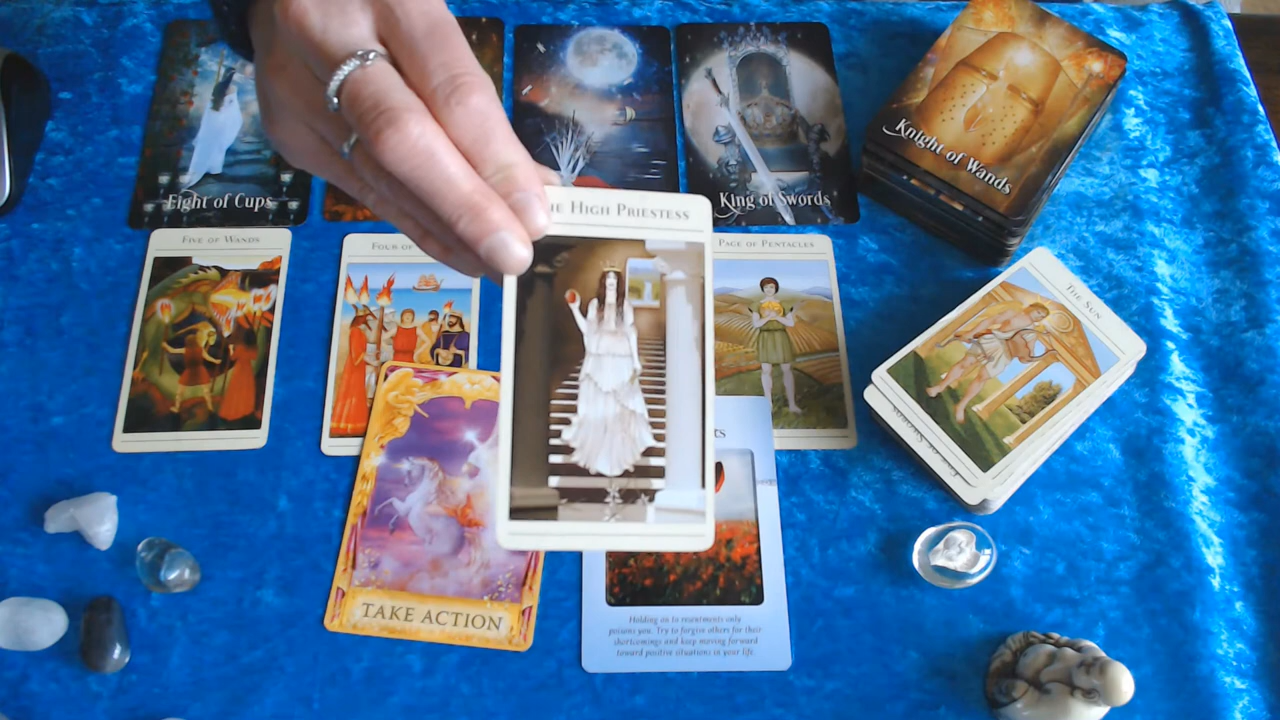 Eight of Cups
King of Swords
Knight of Wands
FIVE OF WANDS
FOUR OF
HE HIGH PRIESTESS
PAGE OF PENTACLES
THE SUN
TAKE ACTION
Holding on to resentments only
poisons you. Try to forgive others for their
shortcomings and keep moving forward
toward positive situations in your life.